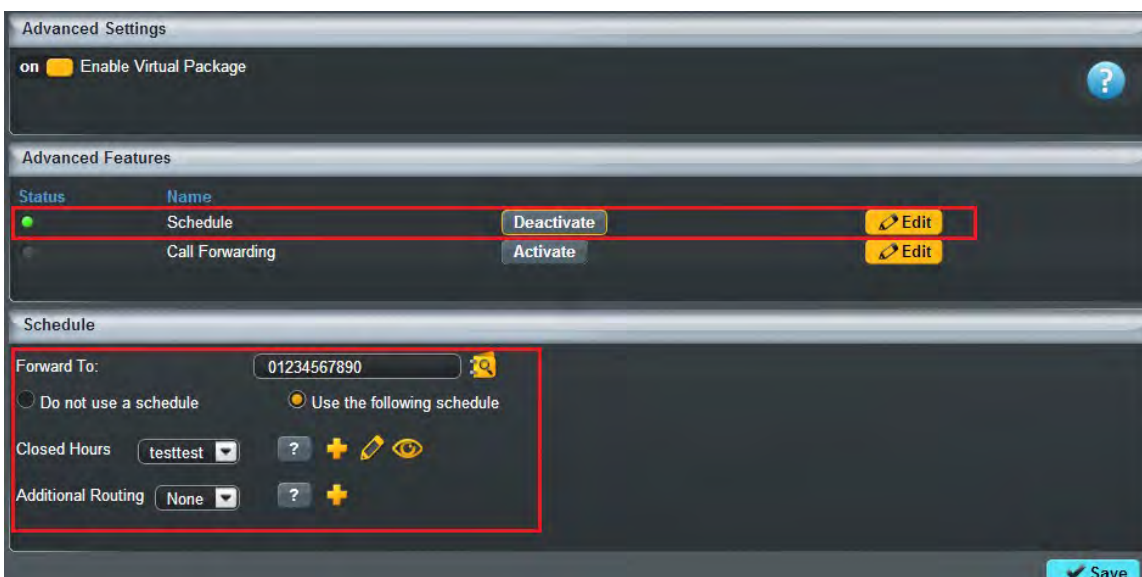 Advanced Settings
on Enable Virtual Package
?
Advanced Features
Status Name
Schedule Deactivate Edit
Call Forwarding Activate Edit
Schedule
Forward To: 01234567890
Do not use a schedule Use the following schedule
Closed Hours testtest ?
Additional Routing None ?
Save